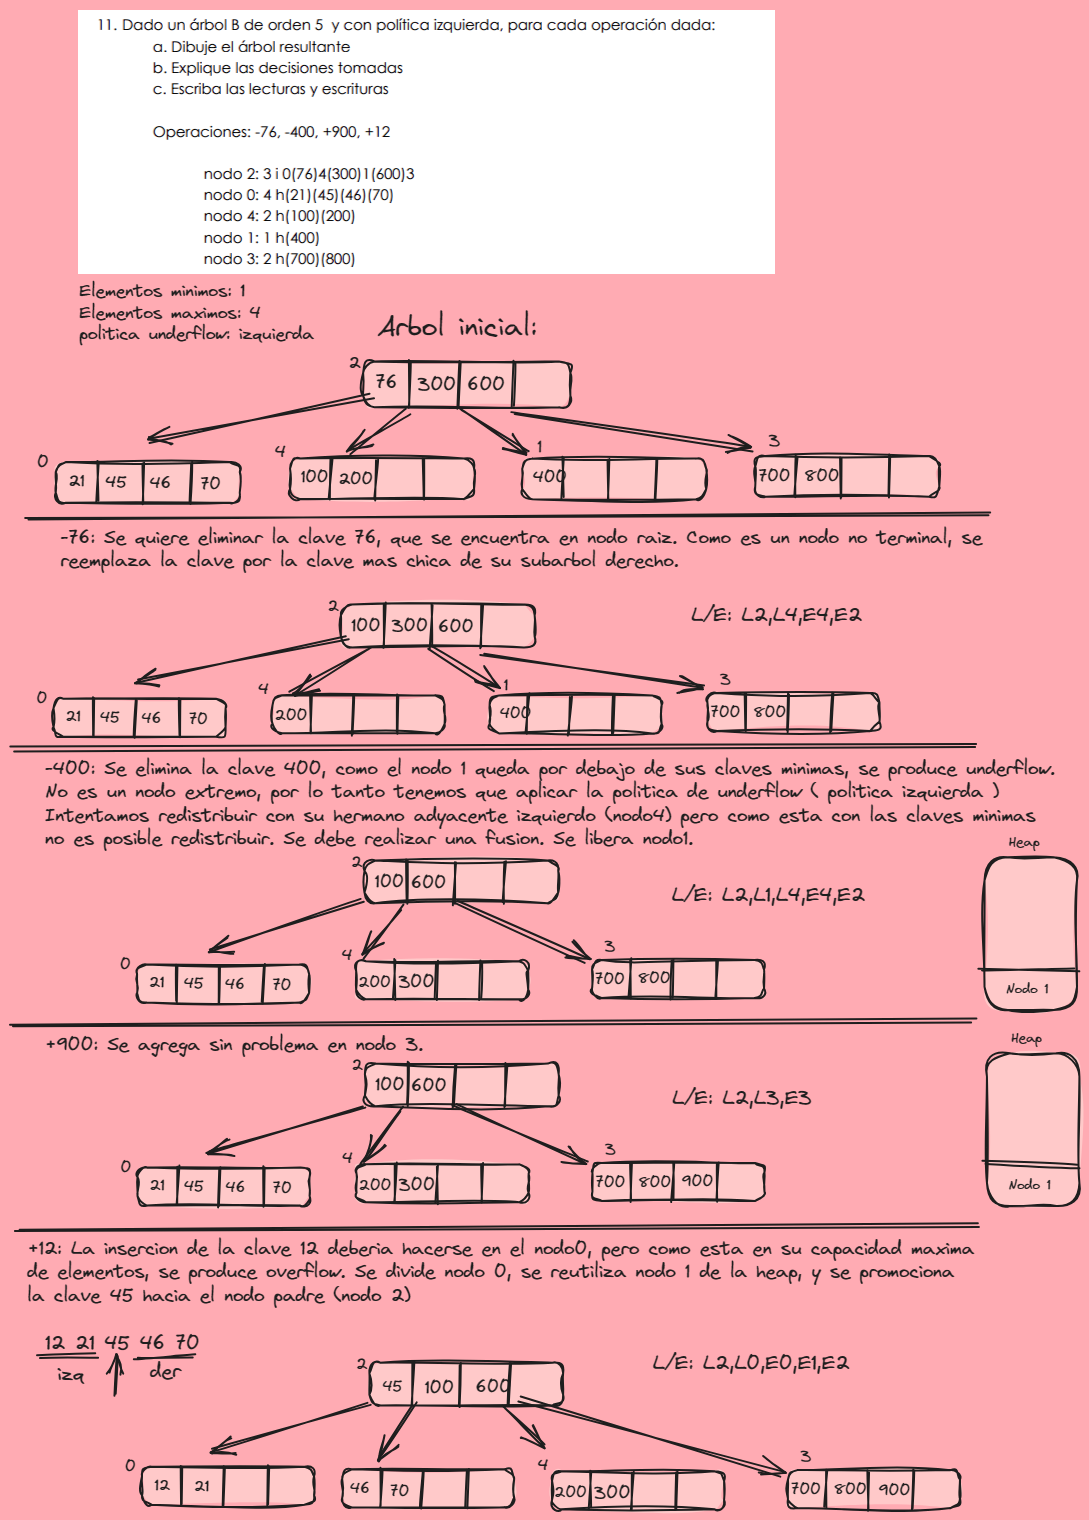 11. Dado un árbol B de orden 5 y con política izquierda, para cada operación dada:
a. Dibuje el árbol resultante
b. Explique las decisiones tomadas
c. Escriba las lecturas y escrituras
Operaciones: -76, -400, +900, +12
nodo 2: 3 i 0(76)4(300)1(600)3
nodo 0: 4 h(21)(45)(46)(70)
nodo 4: 2 h(100)(200)
nodo 1: 1 h(400)
nodo 3: 2 h(700)(800)
Elementos minimos: 1
Elementos maximos: 4
politica underflow: izquierda
Arbol inicial:
2
76 300 600
0 4 1 3
21 45 46 70 100 200 400 700 800
-76: Se quiere eliminar la clave 76, que se encuentra en nodo raiz. Como es un nodo no terminal, se
reemplaza la clave por la clave mas chica de su subarbol derecho.
2
100 300 600
L/E: L2,L4,E4,E2
0 4 1 3
21 45 46 70 200 400 700 800
-400: Se elimina la clave 400, como el nodo 1 queda por debajo de sus claves minimas, se produce underflow.
No es un nodo extremo, por lo tanto tenemos que aplicar la politica de underflow ( politica izquierda )
Intentamos redistribuir con su hermano adyacente izquierdo (nodo4) pero como esta con las claves minimas
no es posible redistribuir. Se debe realizar una fusion. Se libera nodo1.
Heap
2
100 600
L/E: L2,L1,L4,E4,E2
0 4 3
21 45 46 70 200 300 700 800
Nodo 1
+900: Se agrega sin problema en nodo 3.
Heap
2
100 600
L/E: L2,L3,E3
0 4 3
21 45 46 70 200 300 700 800 900
Nodo 1
+12: La insercion de la clave 12 deberia hacerse en el nodo0, pero como esta en su capacidad maxima
de elementos, se produce overflow. Se divide nodo 0, se reutiliza nodo 1 de la heap, y se promociona
la clave 45 hacia el nodo padre (nodo 2)
12 21 45 46 70
izq der
L/E: L2,L0,E0,E1,E2
2
45 100 600
0 4 3
12 21 46 70 200 300 700 800 900